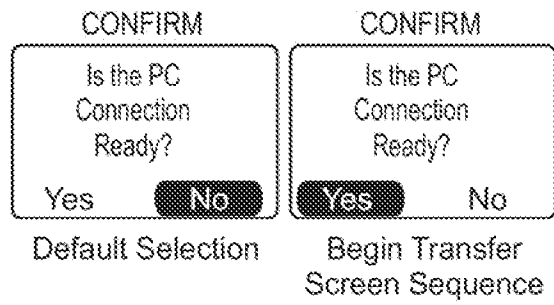 CONFIRM
Is the PC
Connection
Ready?
Yes No
Default Selection
CONFIRM
Is the PC
Connection
Ready?
Yes No
Begin Transfer
Screen Sequence